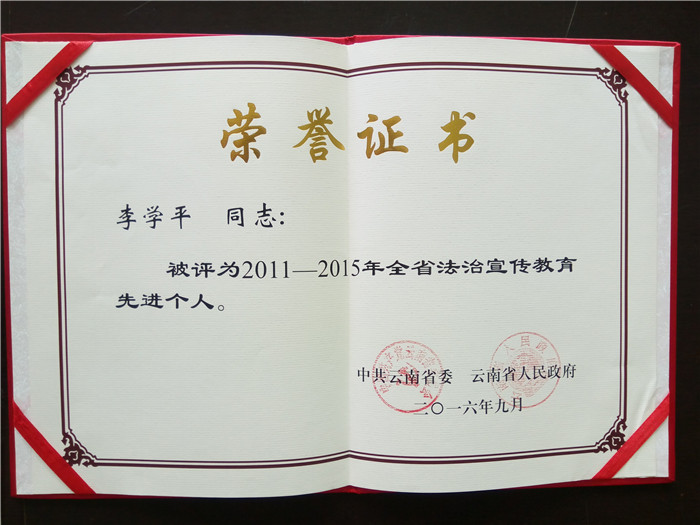 荣誉证书
李学平 同志:
被评为2011—2015年全省法治宣传教育
先进个人。
中共云南省委 云南省人民政府
二〇一六年九月